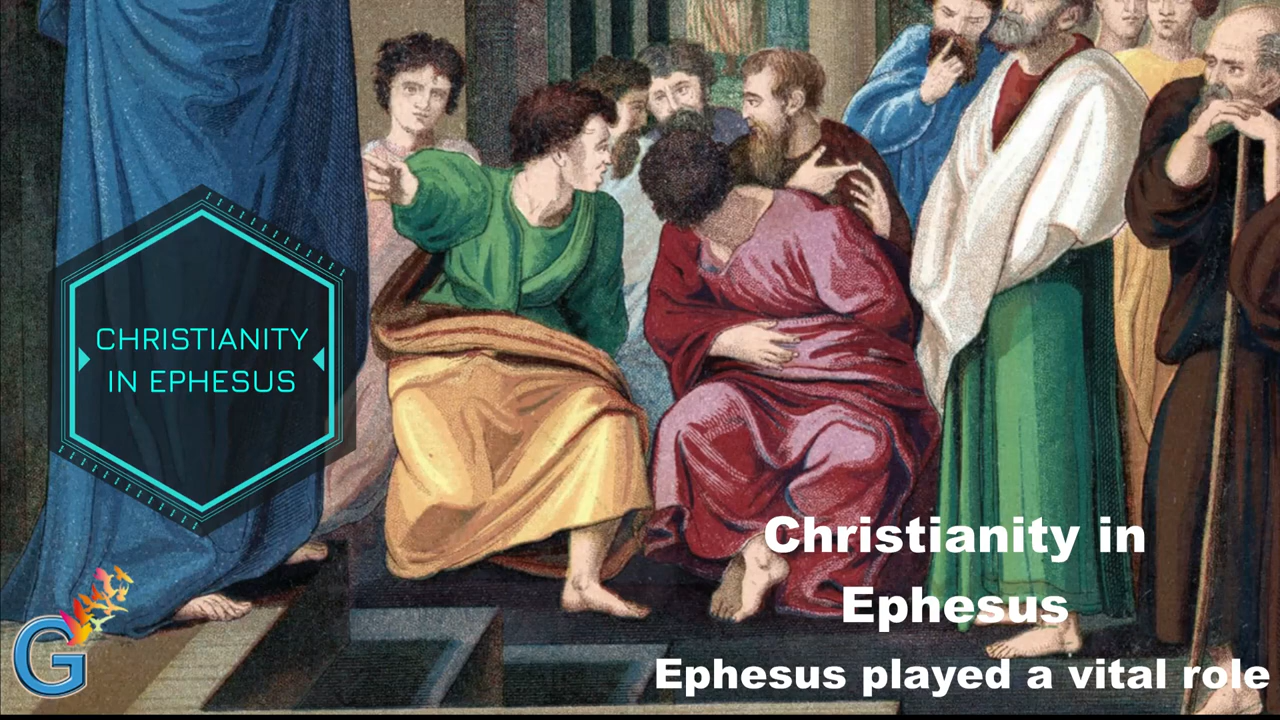 CHRISTIANITY
IN EPHESUS
G
Christianity in
Ephesus
Ephesus played a vital role